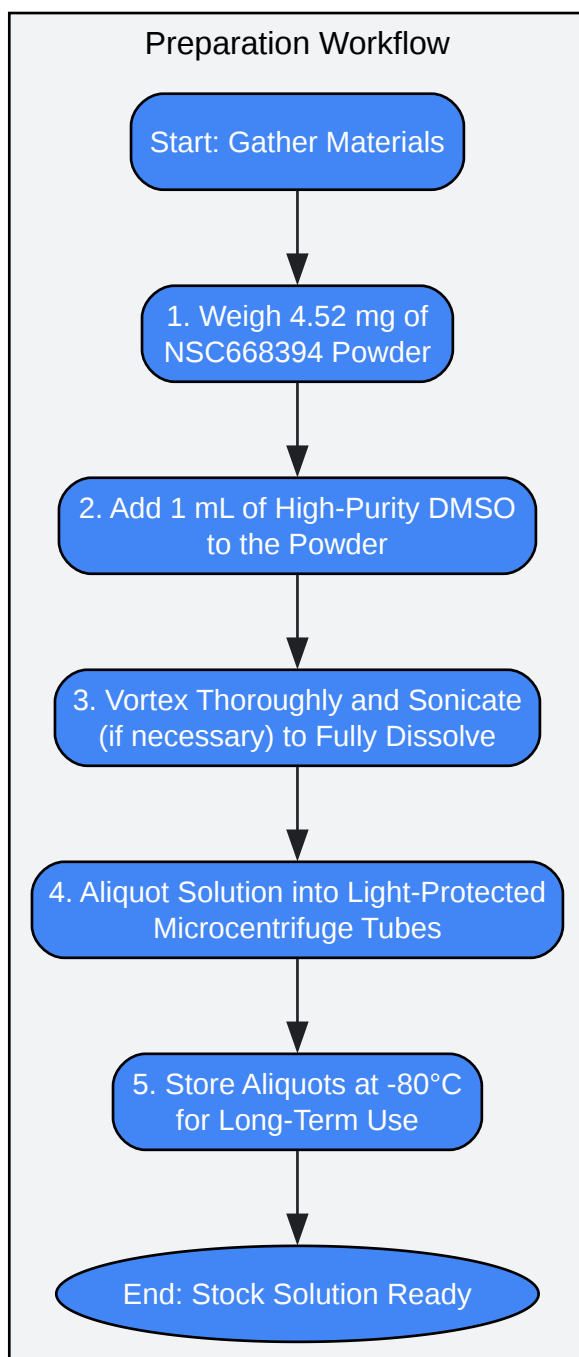 Preparation Workflow
Start: Gather Materials
1. Weigh 4.52 mg of
NSC668394 Powder
2. Add 1 mL of High-Purity DMSO
to the Powder
3. Vortex Thoroughly and Sonicate
(if necessary) to Fully Dissolve
4. Aliquot Solution into Light-Protected
Microcentrifuge Tubes
5. Store Aliquots at -80°C
for Long-Term Use
End: Stock Solution Ready